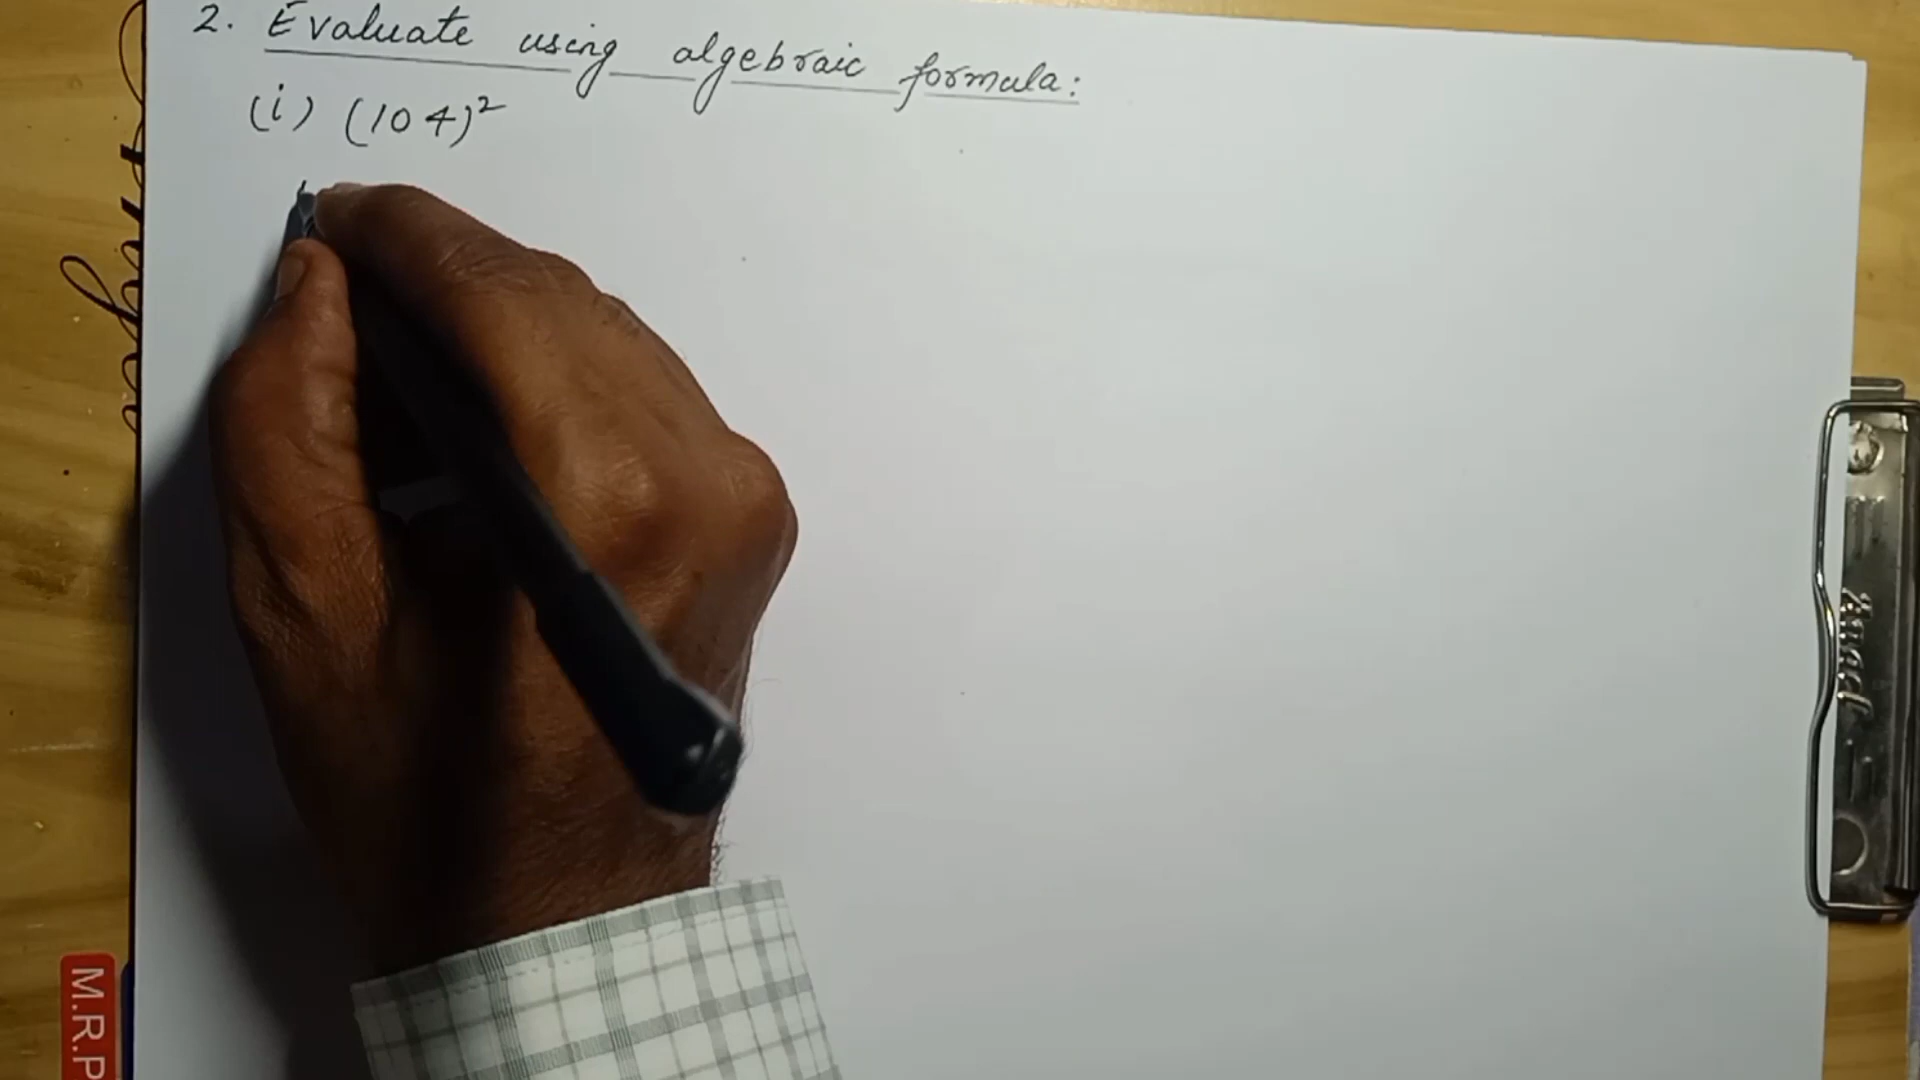 2. Evaluate using algebraic formula:
(i) (104)²
M.R.P